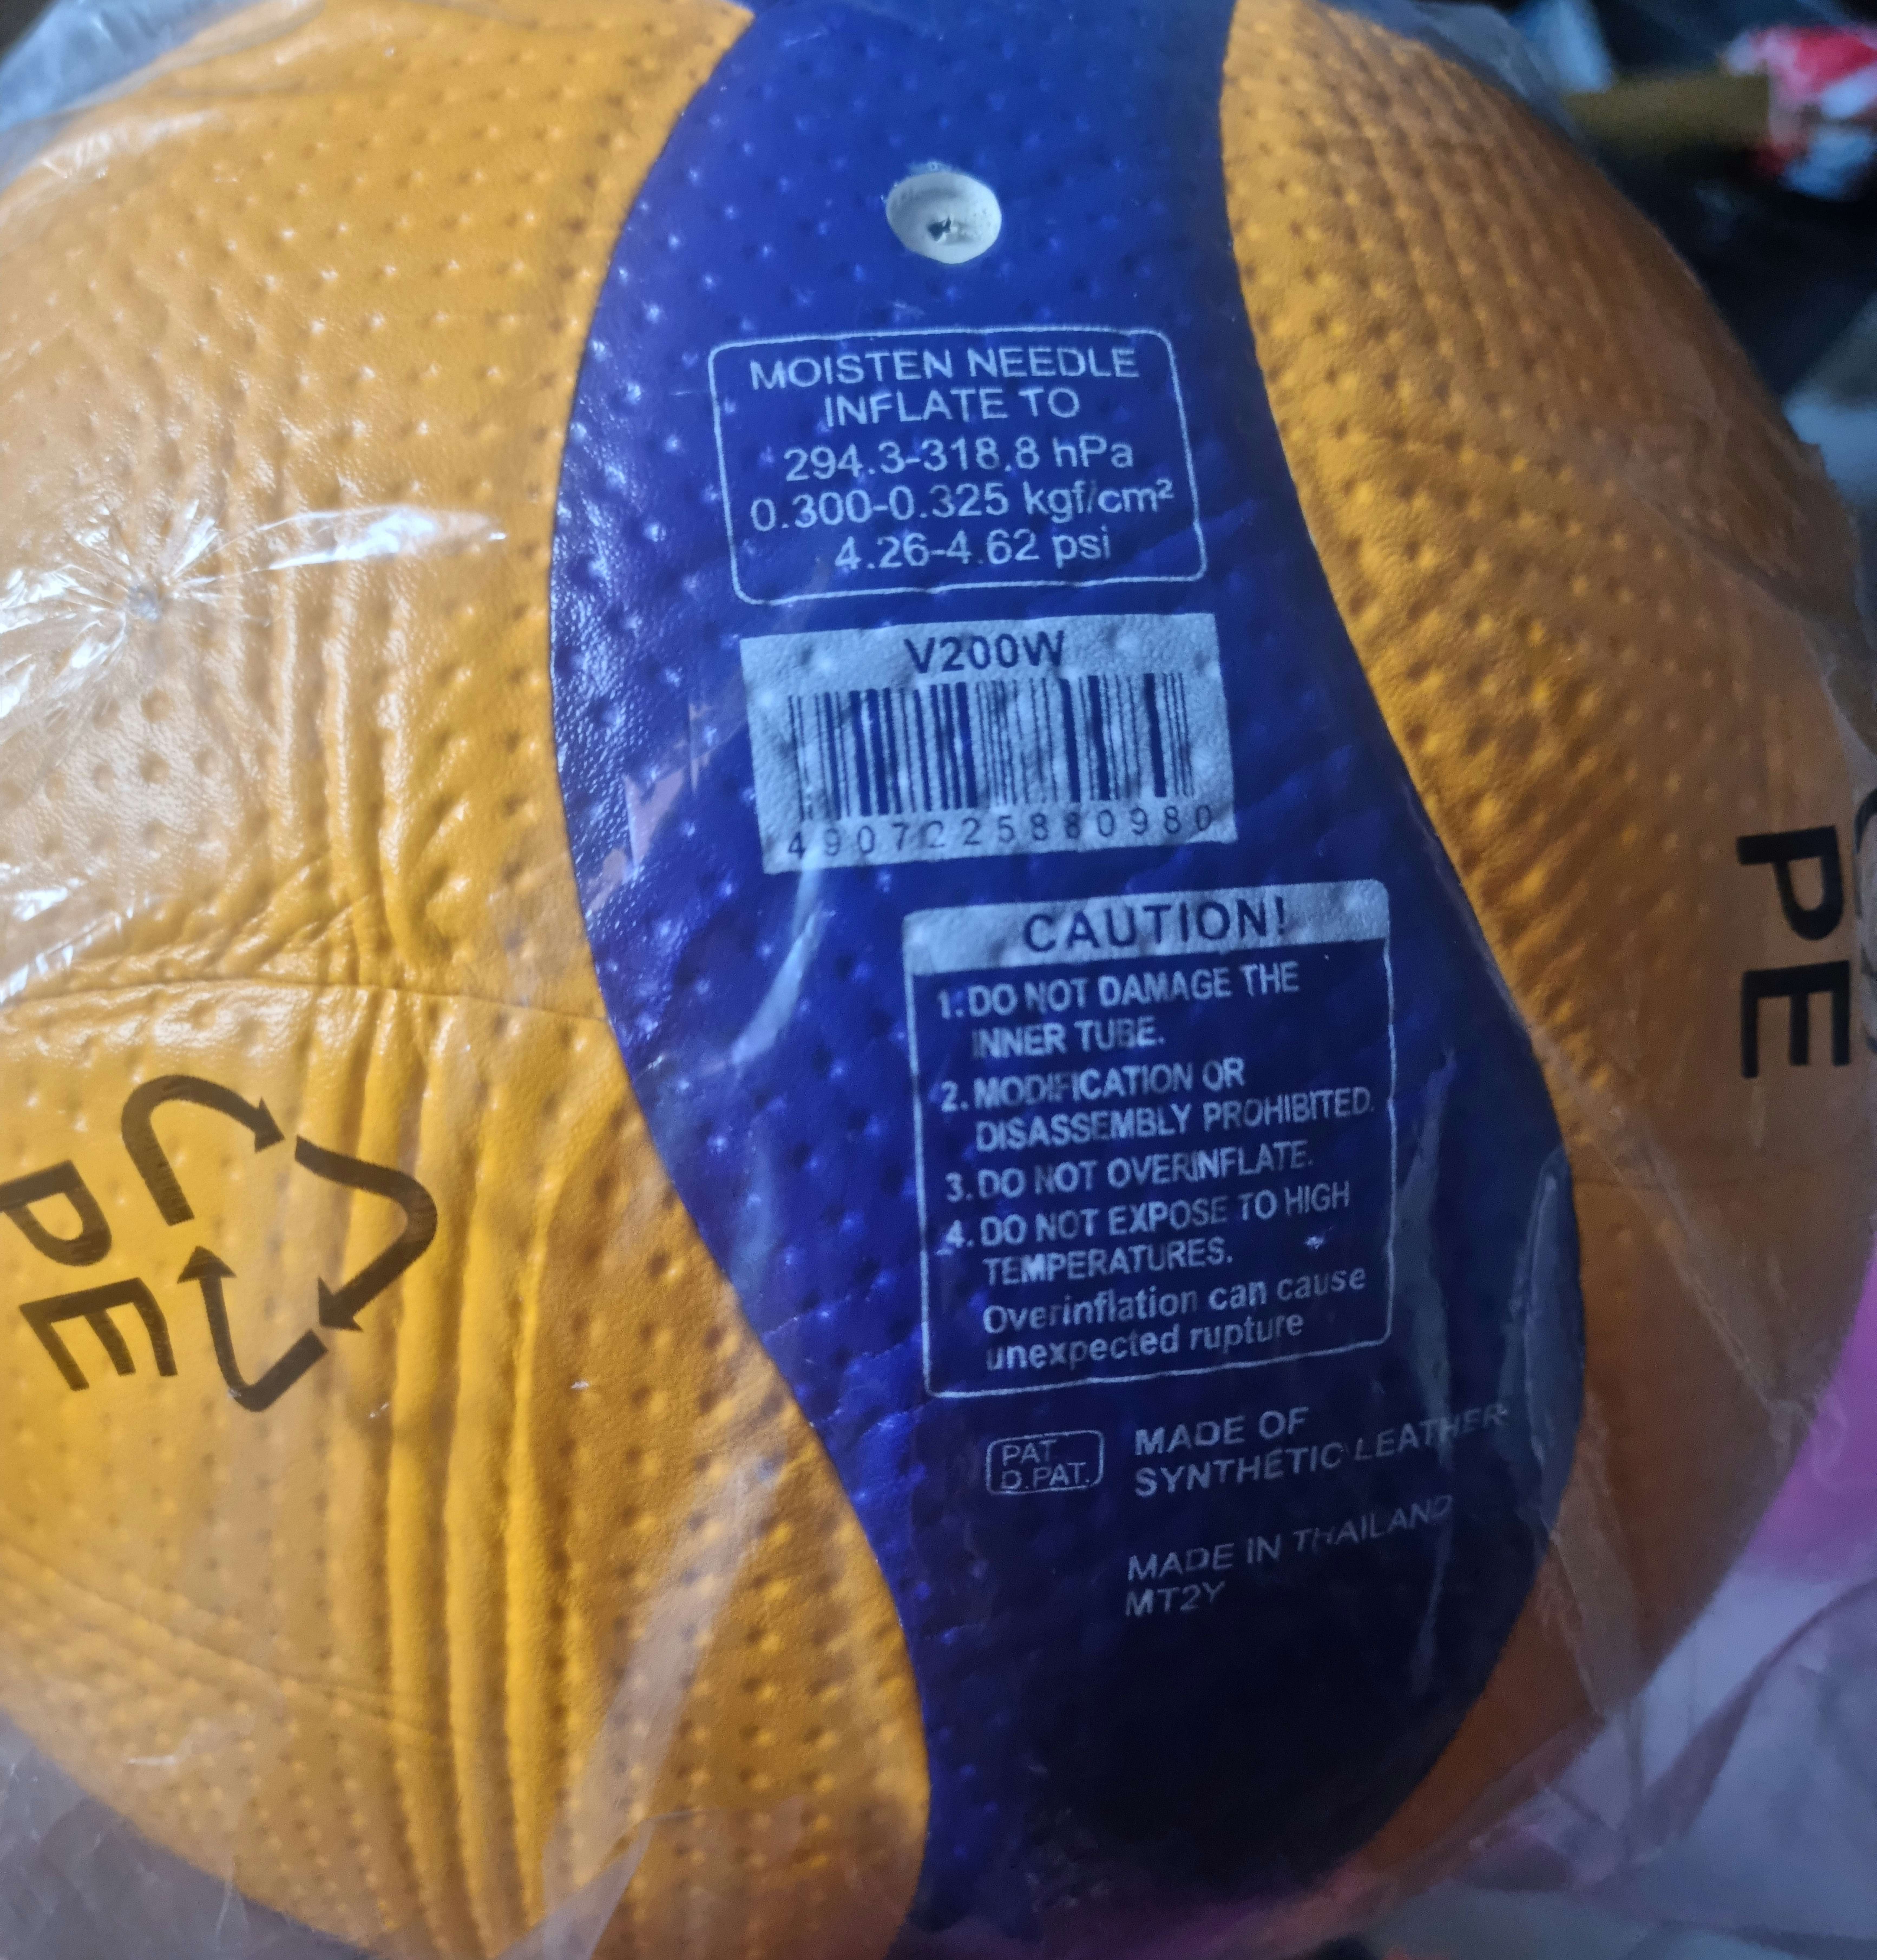 MOISTEN NEEDLE
INFLATE TO
294.3-318.8 hPa
0.300-0.325 kgf/cm²
4.26-4.62 psi
V200W
4907225880980
CAUTION!
1. DO NOT DAMAGE THE
INNER TUBE.
2. MODIFICATION OR
DISASSEMBLY PROHIBITED.
3. DO NOT OVERINFLATE.
4. DO NOT EXPOSE TO HIGH
TEMPERATURES.
Overinflation can cause
unexpected rupture
PAT.
D.PAT.
MADE OF
SYNTHETIC LEATHER
MADE IN THAILAND
MT2Y
PE
PE